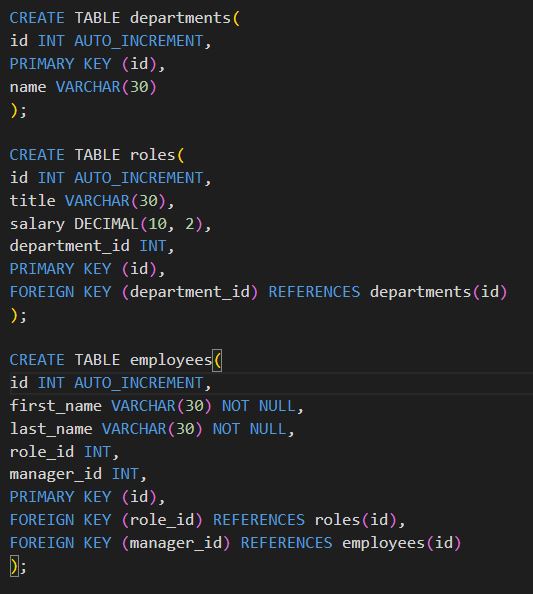 CREATE TABLE departments(
id INT AUTO_INCREMENT,
PRIMARY KEY (id),
name VARCHAR(30)
);
CREATE TABLE roles(
id INT AUTO_INCREMENT,
title VARCHAR(30),
salary DECIMAL(10, 2),
department_id INT,
PRIMARY KEY (id),
FOREIGN KEY (department_id) REFERENCES departments(id)
);
CREATE TABLE employees(
id INT AUTO_INCREMENT,
first_name VARCHAR(30) NOT NULL,
last_name VARCHAR(30) NOT NULL,
role_id INT,
manager_id INT,
PRIMARY KEY (id),
FOREIGN KEY (role_id) REFERENCES roles(id),
FOREIGN KEY (manager_id) REFERENCES employees(id)
);